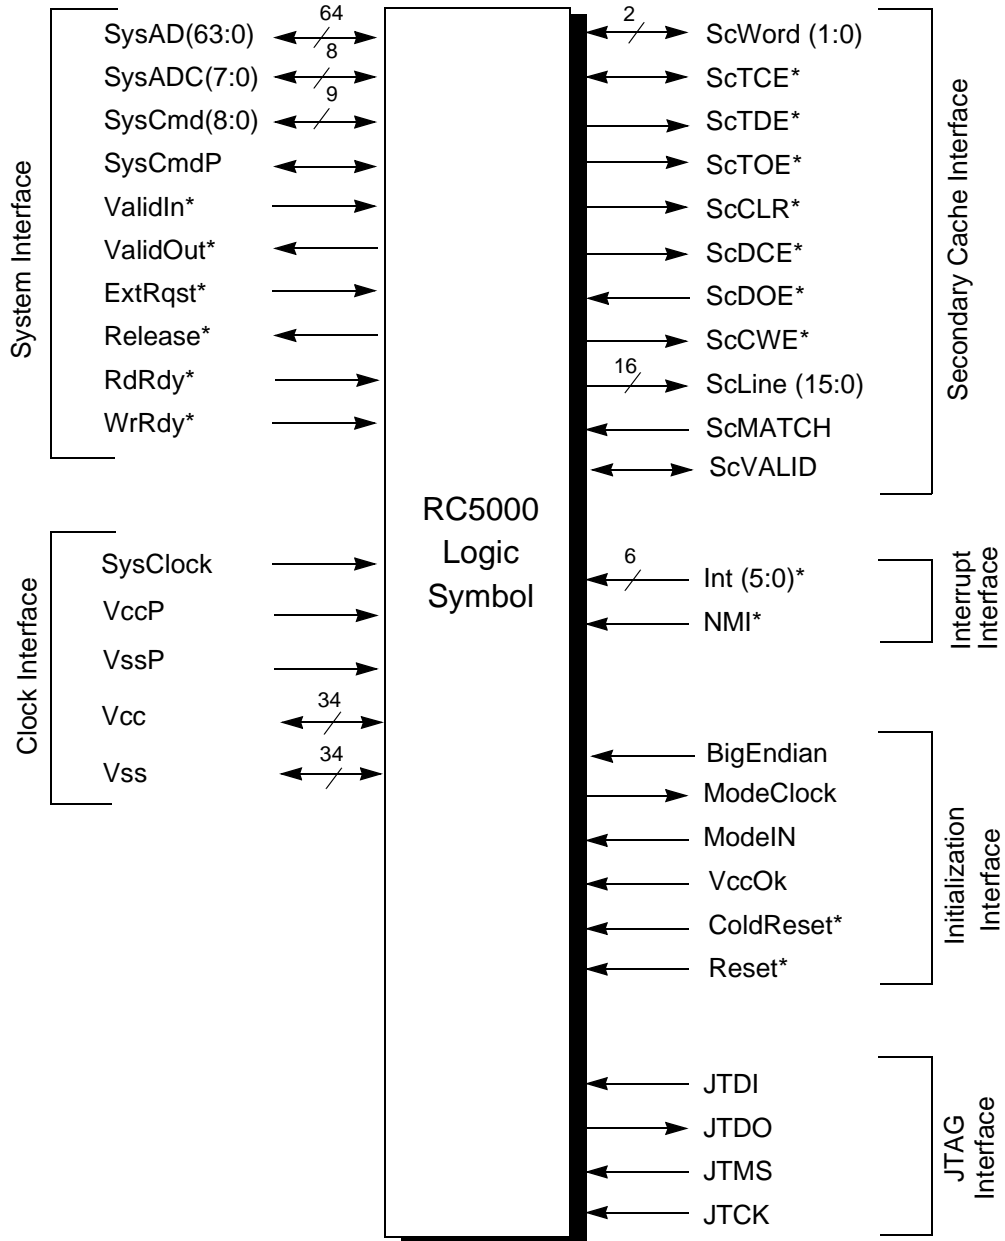 System Interface
SysAD(63:0) 64
SysADC(7:0) 8
SysCmd(8:0) 9
SysCmdP
ValidIn*
ValidOut*
ExtRqst*
Release*
RdRdy*
WrRdy*
Clock Interface
SysClock
VccP
VssP
Vcc 34
Vss 34
RC5000
Logic
Symbol
2 ScWord (1:0)
ScTCE*
ScTDE*
ScTOE*
ScCLR*
ScDCE*
ScDOE*
ScCWE*
16 ScLine (15:0)
ScMATCH
ScVALID
Secondary Cache Interface
6 Int (5:0)*
NMI*
Interrupt
Interface
BigEndian
ModeClock
ModeIN
VccOk
ColdReset*
Reset*
Initialization
Interface
JTDI
JTDO
JTMS
JTCK
JTAG
Interface